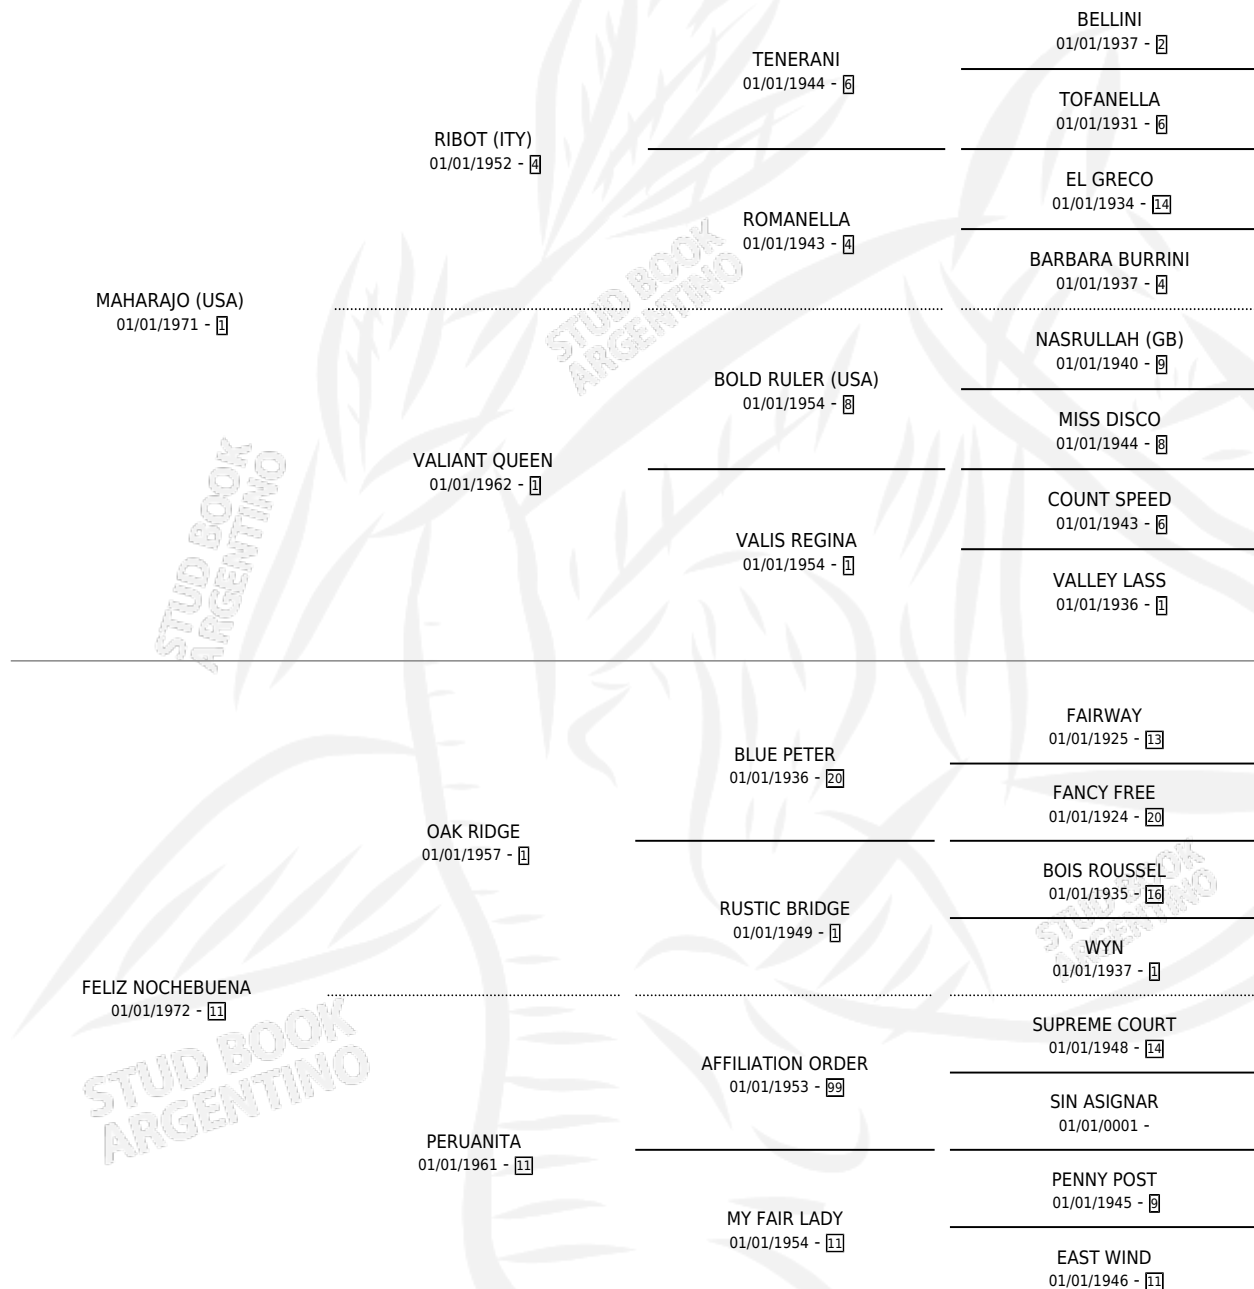 BELLINI
01/01/1937 - 2
TENERANI
01/01/1944 - 6
TOFANELLA
01/01/1931 - 6
RIBOT (ITY)
01/01/1952 - 4
EL GRECO
01/01/1934 - 14
ROMANELLA
01/01/1943 - 4
BARBARA BURRINI
01/01/1937 - 4
MAHARAJO (USA)
01/01/1971 - 1
NASRULLAH (GB)
01/01/1940 - 9
BOLD RULER (USA)
01/01/1954 - 8
MISS DISCO
01/01/1944 - 8
VALIANT QUEEN
01/01/1962 - 1
COUNT SPEED
01/01/1943 - 6
VALIS REGINA
01/01/1954 - 1
VALLEY LASS
01/01/1936 - 1
FAIRWAY
01/01/1925 - 13
BLUE PETER
01/01/1936 - 20
FANCY FREE
01/01/1924 - 20
OAK RIDGE
01/01/1957 - 1
BOIS ROUSSEL
01/01/1935 - 16
RUSTIC BRIDGE
01/01/1949 - 1
WYN
01/01/1937 - 1
FELIZ NOCHEBUENA
01/01/1972 - 11
SUPREME COURT
01/01/1948 - 14
AFFILIATION ORDER
01/01/1953 - 99
SIN ASIGNAR
01/01/0001 -
PERUANITA
01/01/1961 - 11
PENNY POST
01/01/1945 - 9
MY FAIR LADY
01/01/1954 - 11
EAST WIND
01/01/1946 - 11
STUD BOOK
ARGENTINO
STUD BOOK
ARGENTINO
STUD BOOK
ARGENTINO
STUD BOOK
ARGENTINO